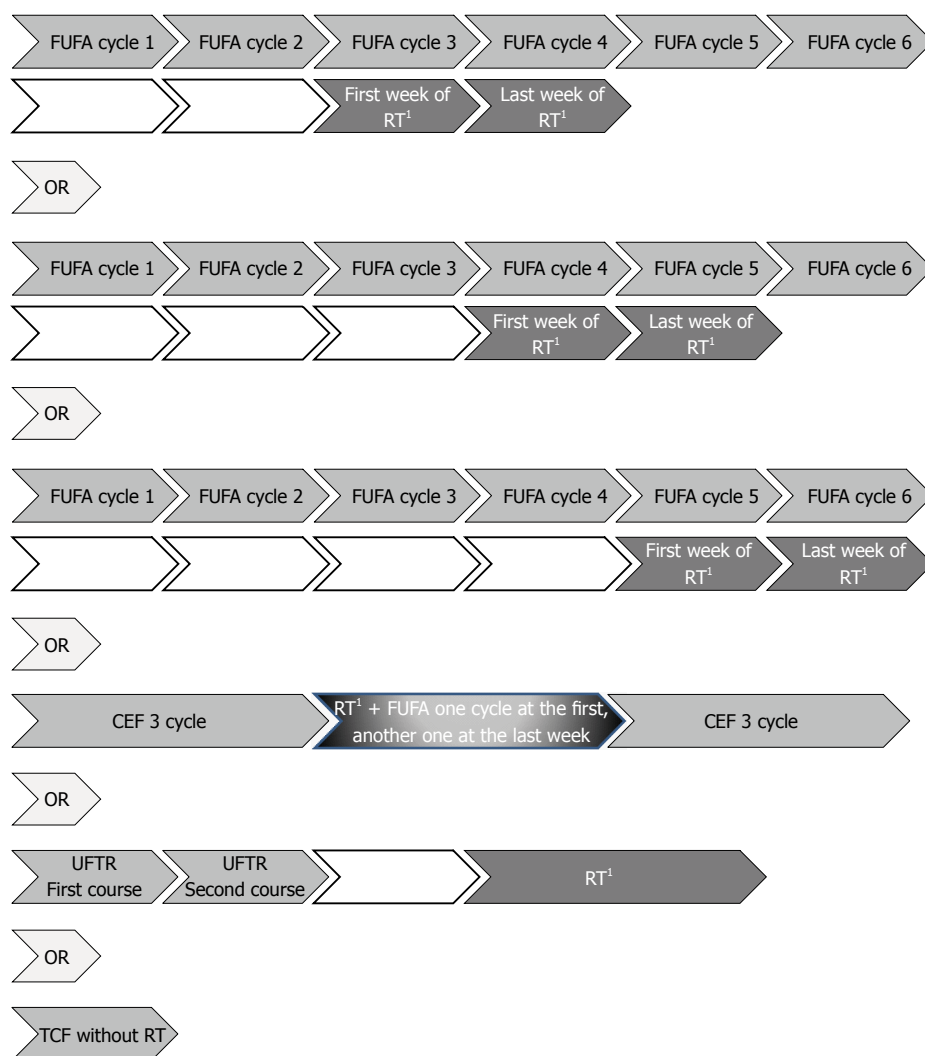 FUFA cycle 1 FUFA cycle 2 FUFA cycle 3 FUFA cycle 4 FUFA cycle 5 FUFA cycle 6
First week of RT¹ Last week of RT¹
OR
FUFA cycle 1 FUFA cycle 2 FUFA cycle 3 FUFA cycle 4 FUFA cycle 5 FUFA cycle 6
First week of RT¹ Last week of RT¹
OR
FUFA cycle 1 FUFA cycle 2 FUFA cycle 3 FUFA cycle 4 FUFA cycle 5 FUFA cycle 6
First week of RT¹ Last week of RT¹
OR
CEF 3 cycle RT¹ + FUFA one cycle at the first, another one at the last week CEF 3 cycle
OR
UFTR First course UFTR Second course RT¹
OR
TCF without RT